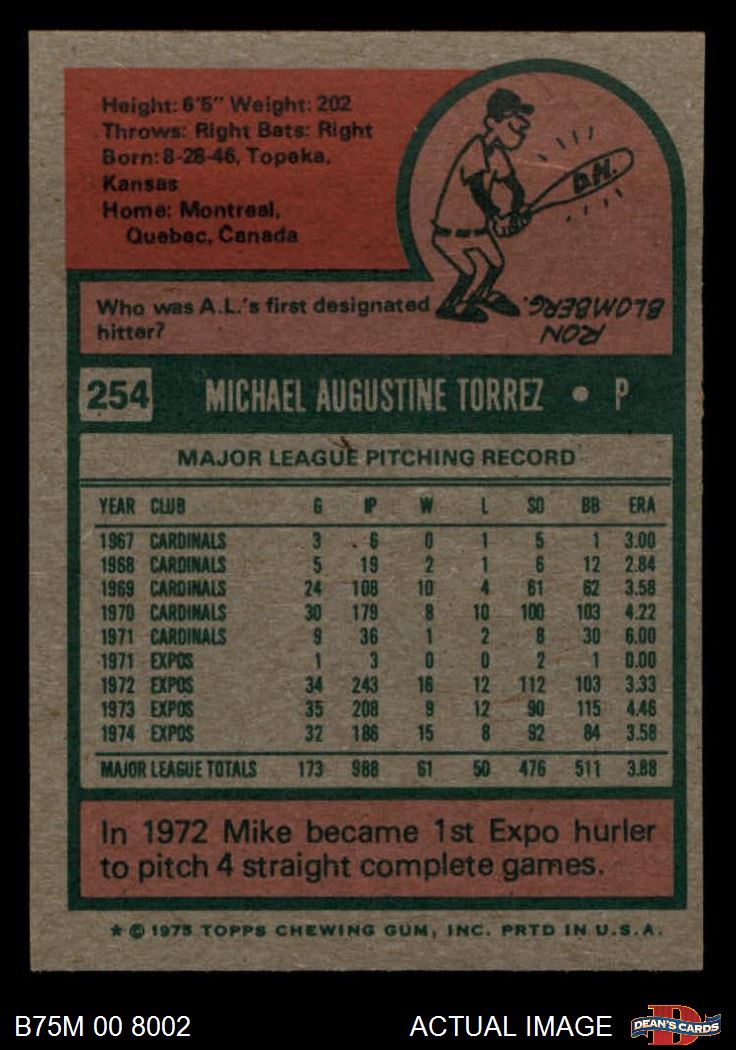 Height: 6'5" Weight: 202
Throws: Right Bats: Right
Born: 8-28-46, Topeka,
Kansas
Home: Montreal,
Quebec, Canada
D.H.
Who was A.L.'s first designated
hitter?
RON
BLOMBERG.
254 MICHAEL AUGUSTINE TORREZ • P
MAJOR LEAGUE PITCHING RECORD
YEAR CLUB G IP W L SO BB ERA
1967 CARDINALS 3 6 0 1 5 1 3.00
1968 CARDINALS 5 19 2 1 6 12 2.84
1969 CARDINALS 24 108 10 4 61 62 3.58
1970 CARDINALS 30 179 8 10 100 103 4.22
1971 CARDINALS 9 36 1 2 8 30 6.00
1971 EXPOS 1 3 0 0 2 1 0.00
1972 EXPOS 34 243 16 12 112 103 3.33
1973 EXPOS 35 208 9 12 90 115 4.46
1974 EXPOS 32 186 15 8 92 84 3.58
MAJOR LEAGUE TOTALS 173 988 61 50 476 511 3.88
In 1972 Mike became 1st Expo hurler
to pitch 4 straight complete games.
* © 1975 TOPPS CHEWING GUM, INC. PRTD IN U.S.A.
B75M 00 8002 ACTUAL IMAGE DEAN'S CARDS